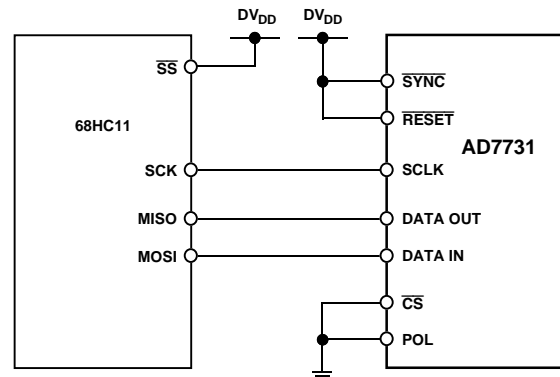 DVDD
DVDD
SS
SYNC
68HC11
RESET
AD7731
SCK
SCLK
MISO
DATA OUT
MOSI
DATA IN
CS
POL